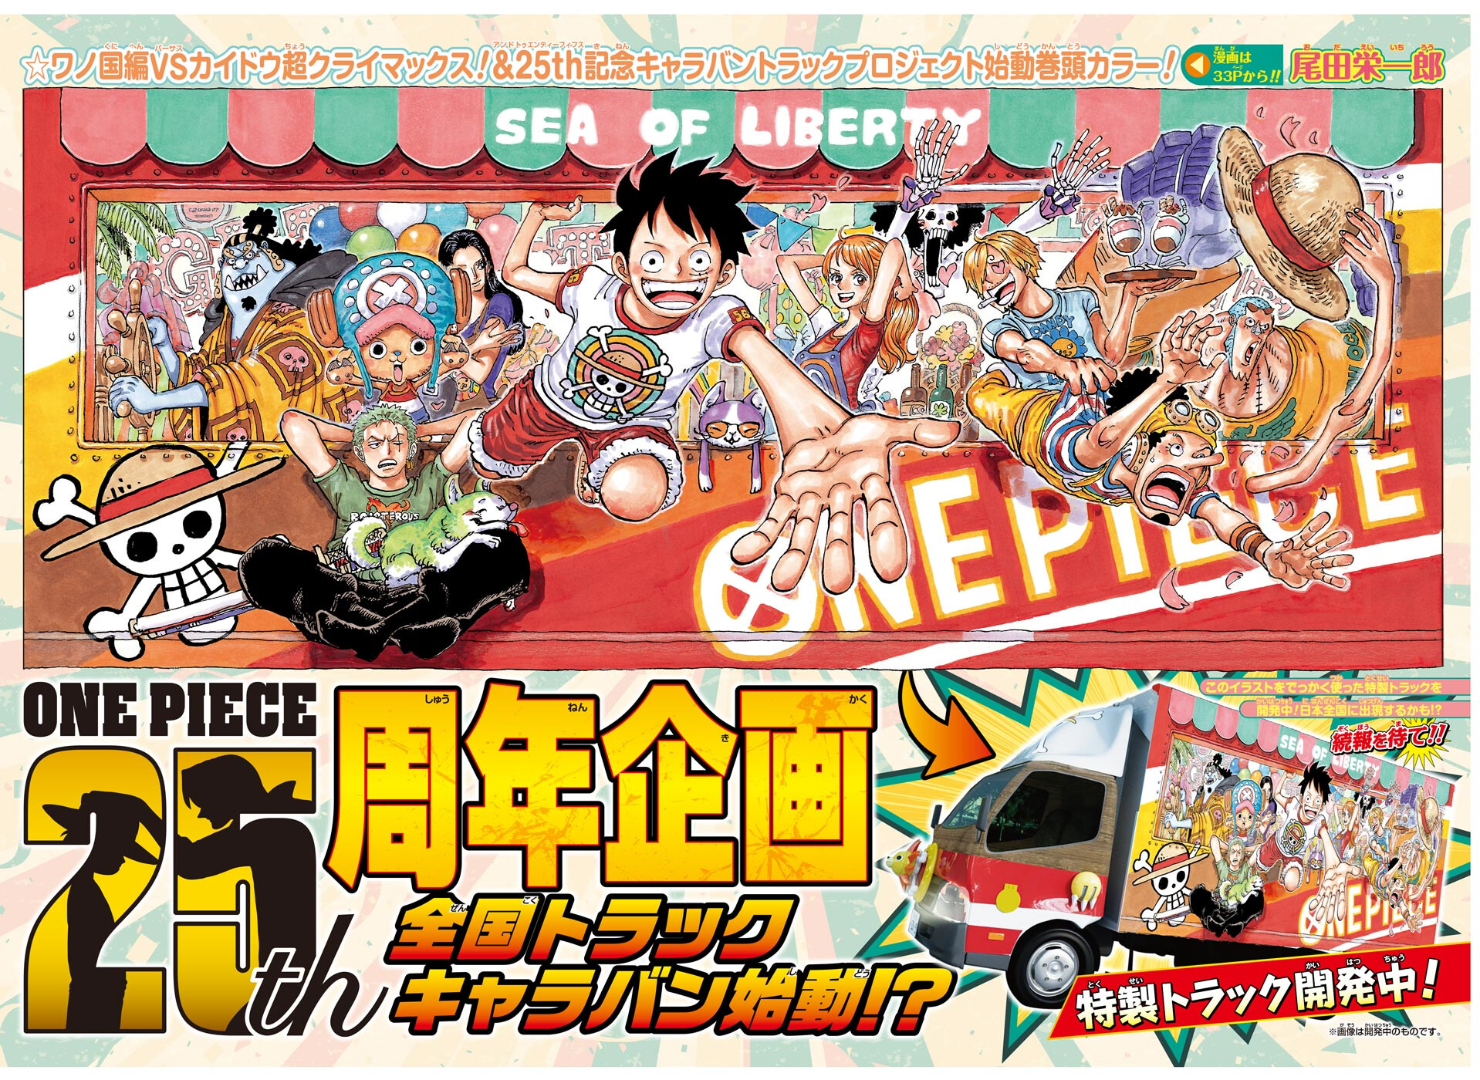 ☆ワノ国編VSカイドウ超クライマックス!&25th記念キャラバントラックプロジェクト始動巻頭カラー!
漫画は
33Pから!!
尾田栄一郎
SEA OF LIBERTY
ONE PIECE
ONE PIECE
25th
周年企画
全国トラック
キャラバン始動!?
このイラストをでっかく使った特製トラックを
開発中!日本全国に出現するかも!?
続報を待て!!
SEA OF LIBERTY
ONE PIECE
特製トラック開発中!
※画像は開発中のものです。